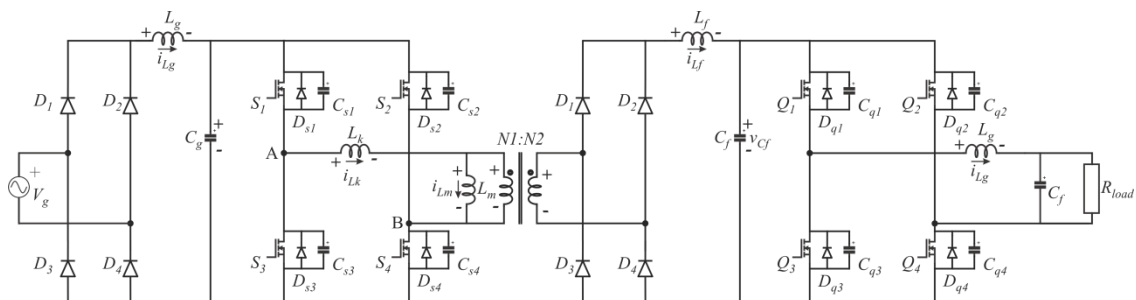 L_g
+ -
i_Lg
D_1
D_2
C_g
+
-
+
V_g
D_3
D_4
S_1
C_s1
D_s1
S_2
C_s2
D_s2
A
L_k
+ -
i_Lk
i_Lm
L_m
+
-
+
-
N1:N2
+
-
B
S_3
C_s3
D_s3
S_4
C_s4
D_s4
L_f
+ -
i_Lf
D_1
D_2
D_3
D_4
C_f
+
v_Cf
-
Q_1
C_q1
D_q1
Q_2
C_q2
D_q2
L_g
+ -
i_Lg
C_f
R_load
Q_3
C_q3
D_q3
Q_4
C_q4
D_q4